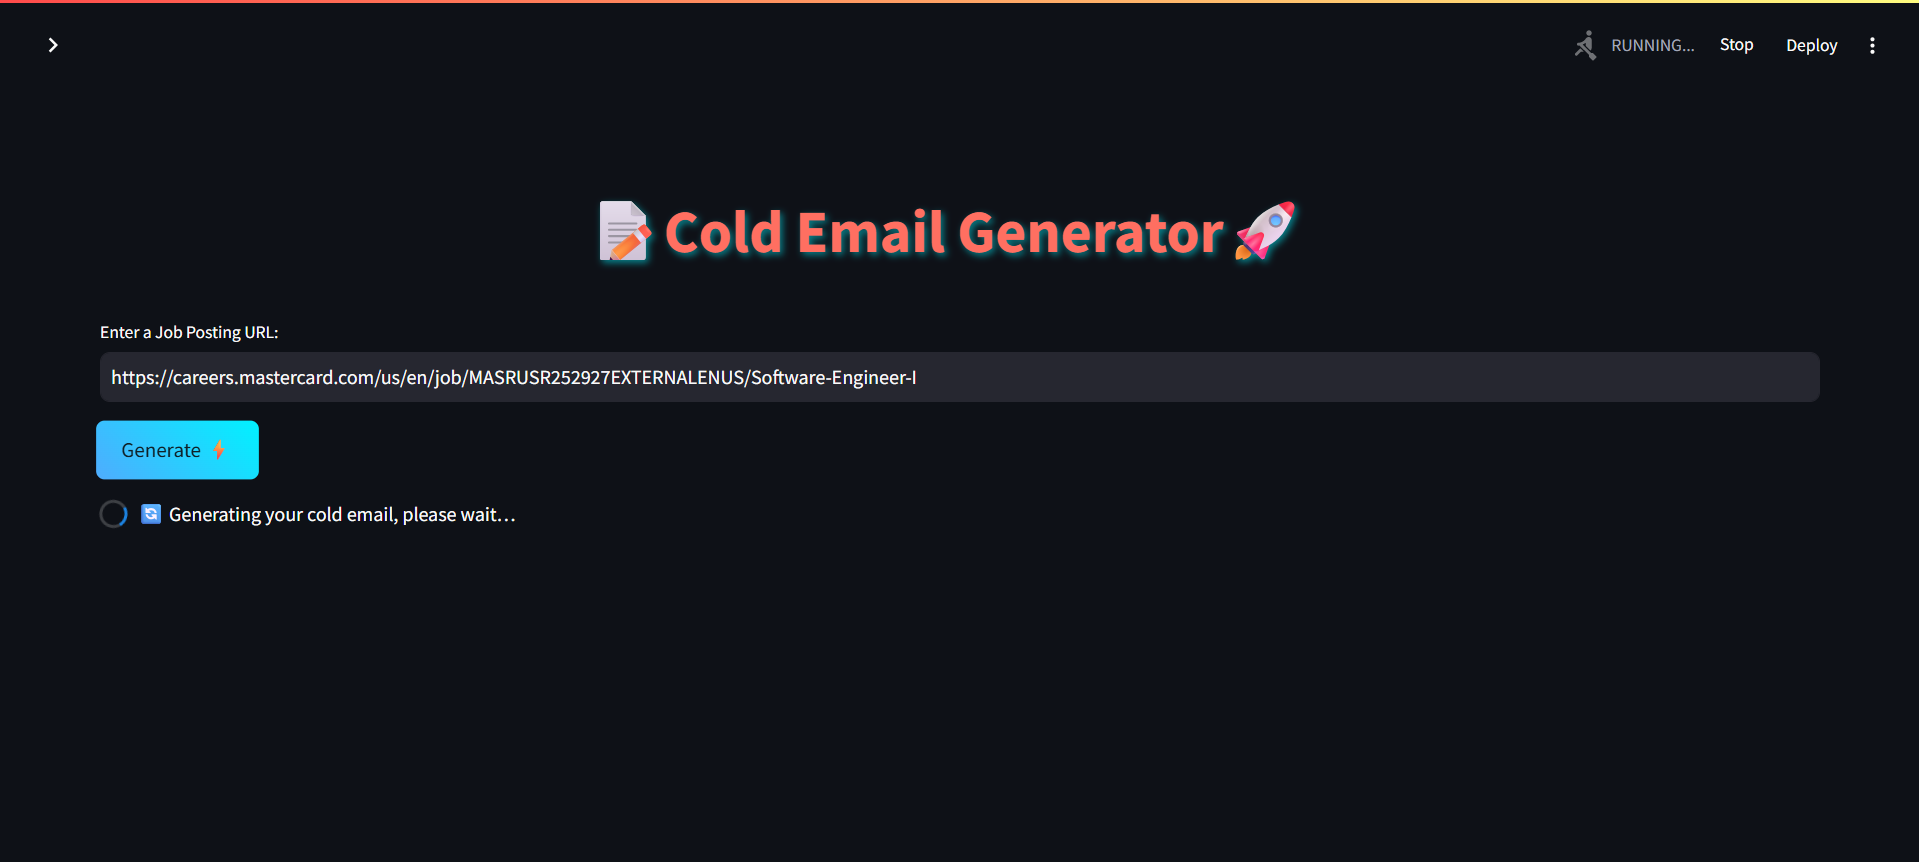 RUNNING... Stop Deploy
Cold Email Generator
Enter a Job Posting URL:
https://careers.mastercard.com/us/en/job/MASRUSR252927EXTERNALENUS/Software-Engineer-I
Generate
Generating your cold email, please wait...